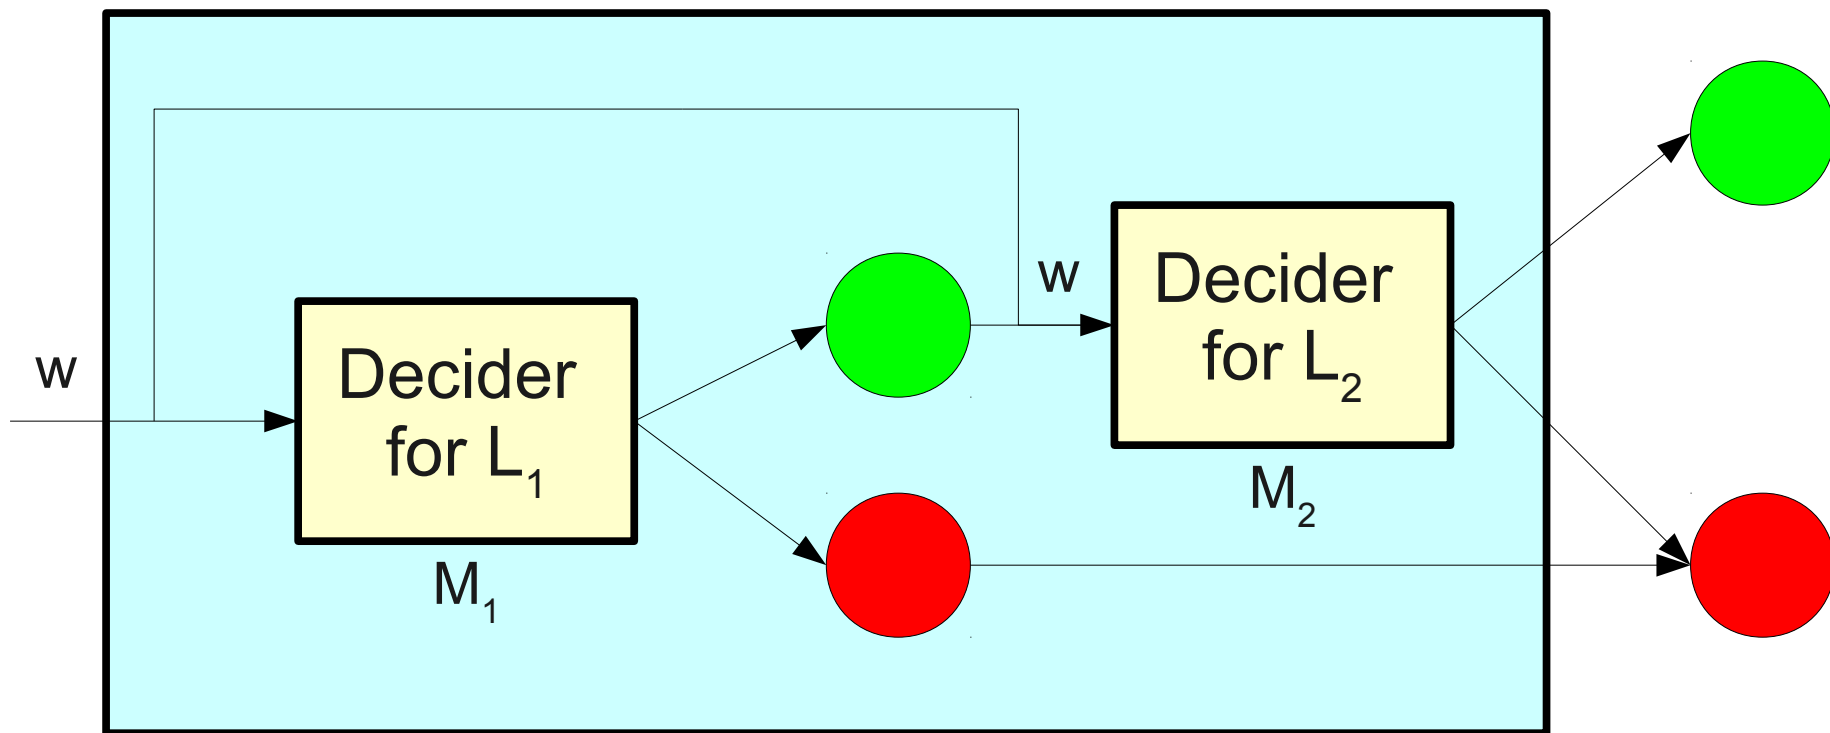 w
Decider
for L₁
M₁
w
Decider
for L₂
M₂